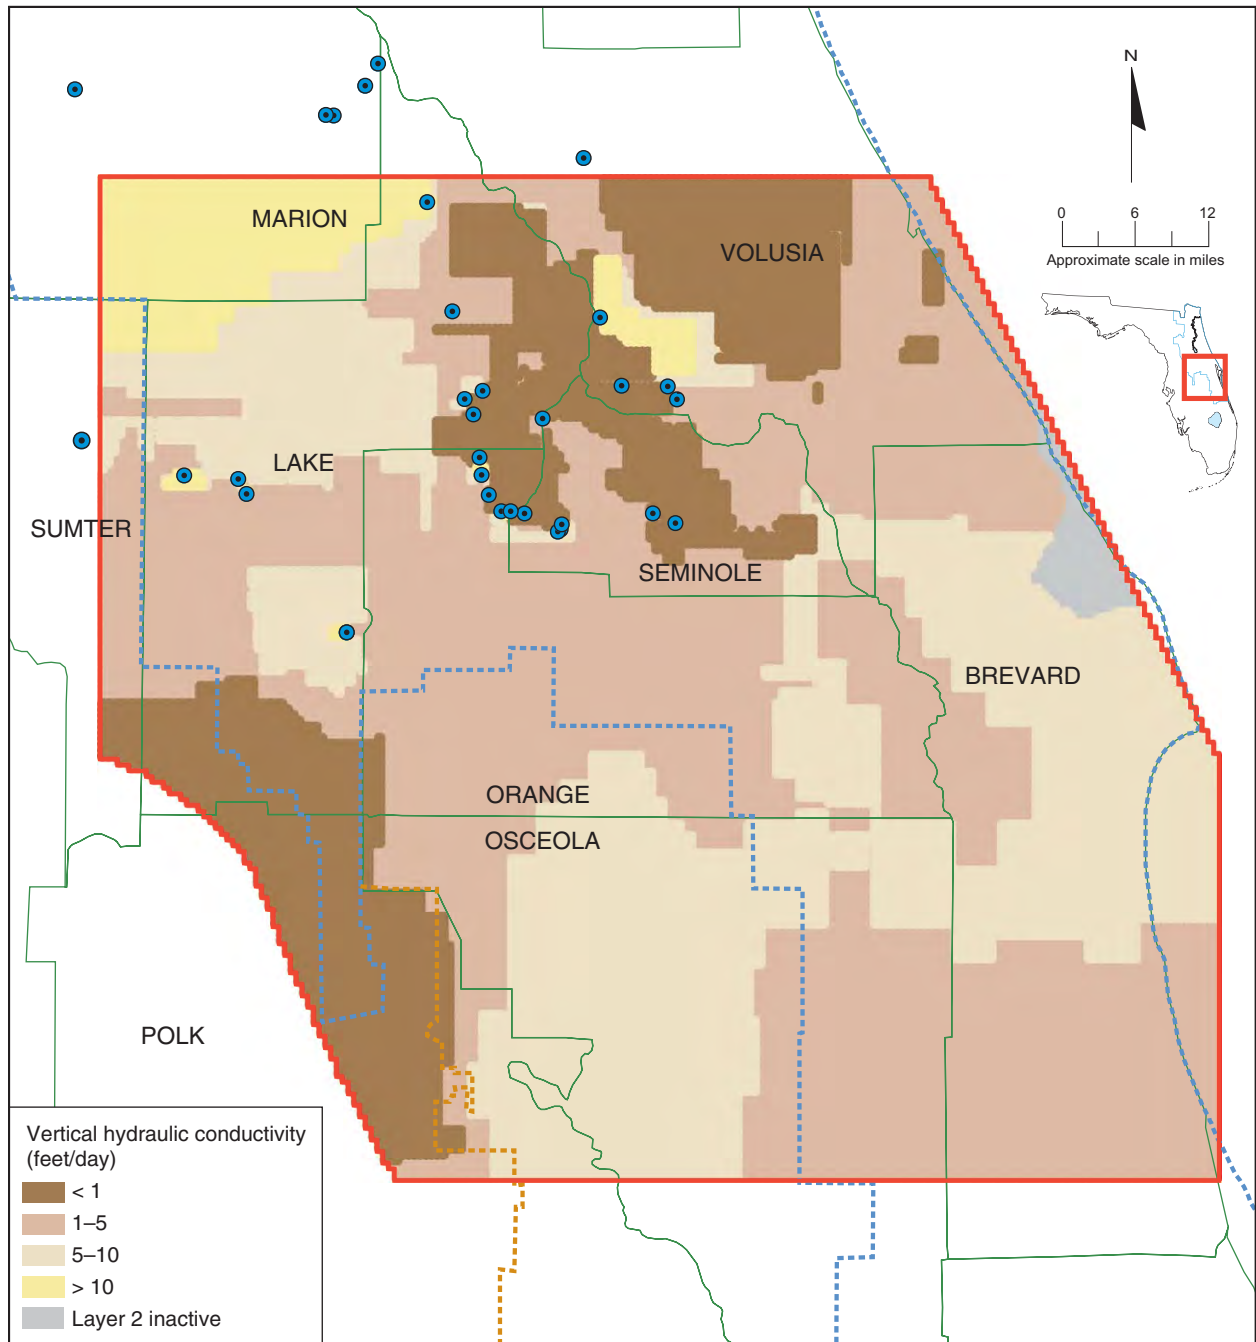 N
0 6 12
Approximate scale in miles
MARION
VOLUSIA
LAKE
SUMTER
SEMINOLE
BREVARD
ORANGE
OSCEOLA
POLK
Vertical hydraulic conductivity
(feet/day)
< 1
1–5
5–10
> 10
Layer 2 inactive